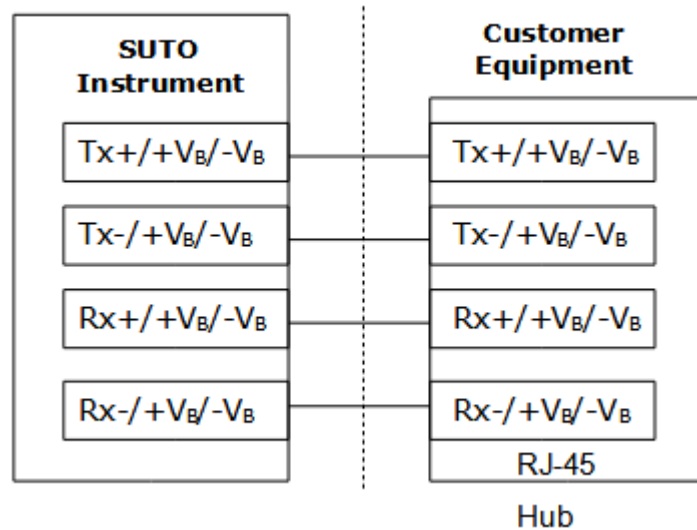 SUTO
Instrument
Customer
Equipment
Tx+/+VB/-VB
Tx+/+VB/-VB
Tx-/+VB/-VB
Tx-/+VB/-VB
Rx+/+VB/-VB
Rx+/+VB/-VB
Rx-/+VB/-VB
Rx-/+VB/-VB
RJ-45
Hub